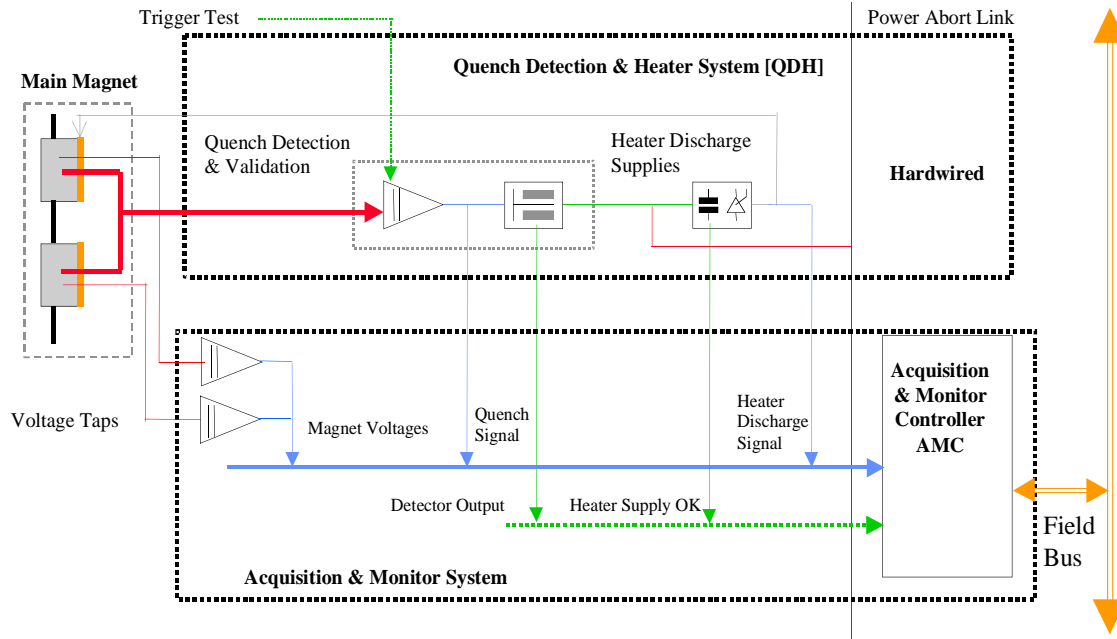 Trigger Test
Power Abort Link
Quench Detection & Heater System [QDH]
Main Magnet
Quench Detection
& Validation
Heater Discharge
Supplies
Hardwired
Voltage Taps
Magnet Voltages
Quench
Signal
Heater
Discharge
Signal
Acquisition
& Monitor
Controller
AMC
Detector Output
Heater Supply OK
Field
Bus
Acquisition & Monitor System